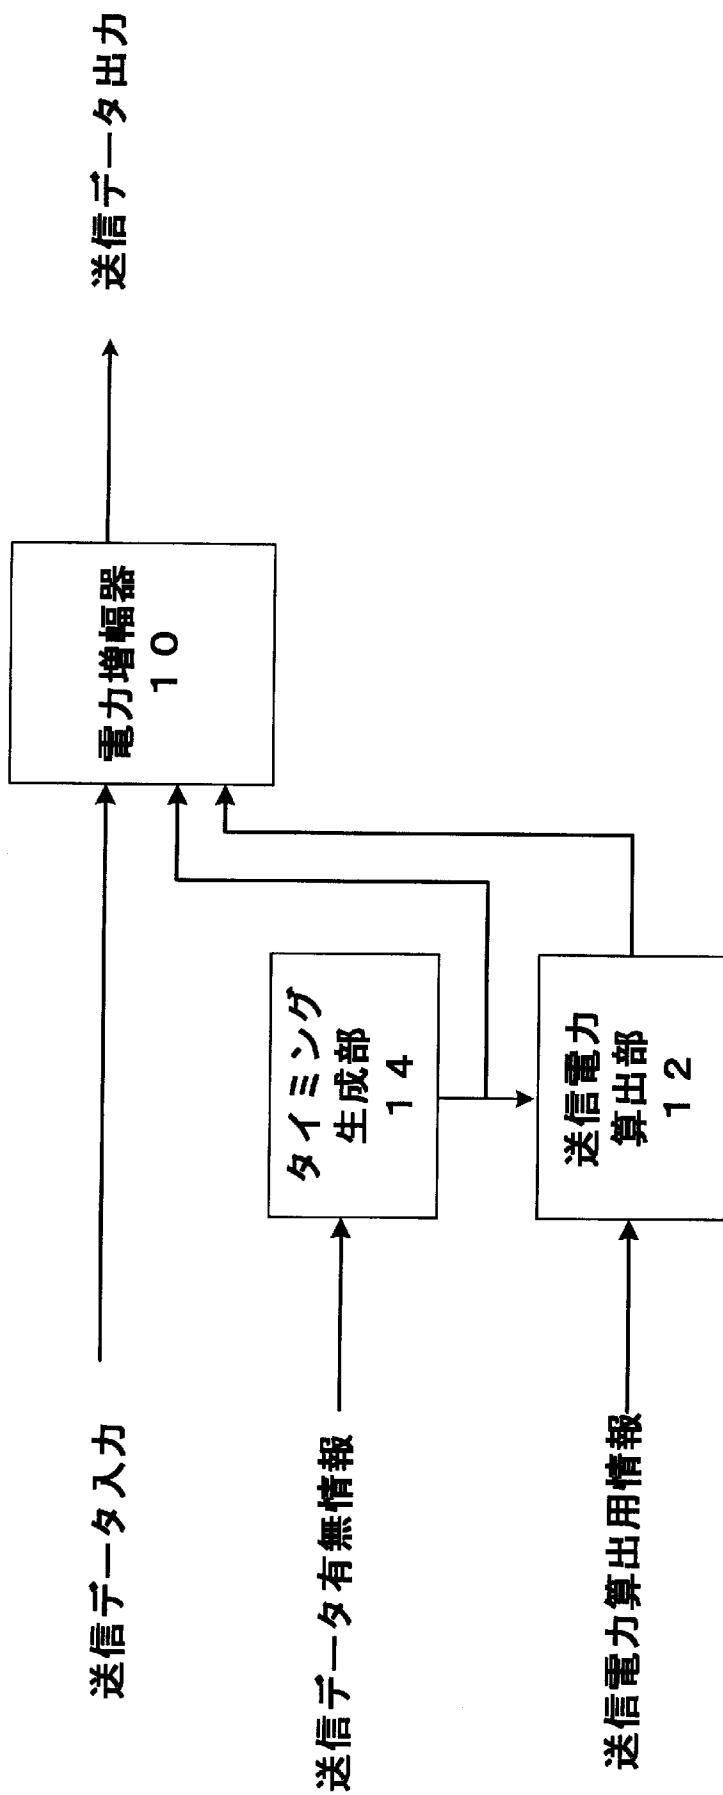 送信データ入力
電力増幅器
１０
送信データ出力
送信データ有無情報
タイミング
生成部
１４
送信電力算出用情報
送信電力
算出部
１２